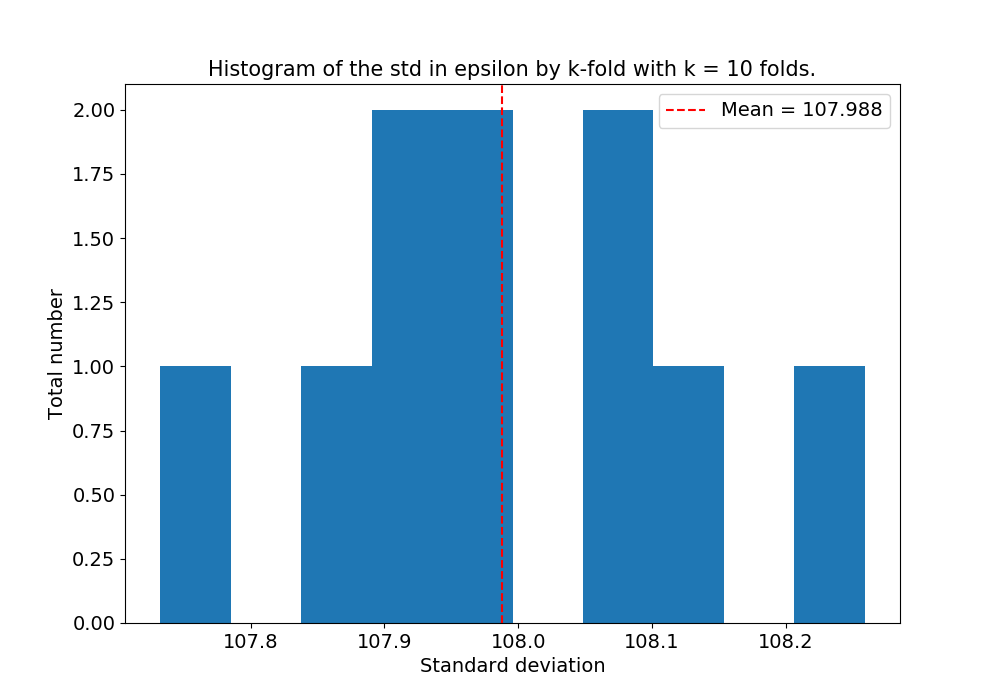 Histogram of the std in epsilon by k-fold with k = 10 folds.
Mean = 107.988
2.00
1.75
1.50
1.25
1.00
0.75
0.50
0.25
0.00
Total number
107.8 107.9 108.0 108.1 108.2
Standard deviation